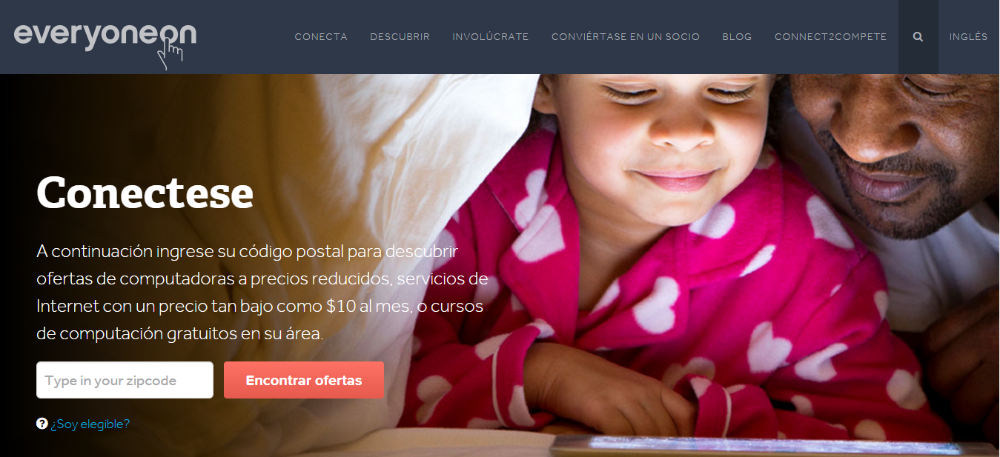 everyoneon
CONECTA DESCUBRIR INVOLÚCRATE CONVIÉRTASE EN UN SOCIO BLOG CONNECT2COMPETE INGLÉS
Conectese
A continuación ingrese su código postal para descubrir
ofertas de computadoras a precios reducidos, servicios de
Internet con un precio tan bajo como $10 al mes, o cursos
de computación gratuitos en su área.
Type in your zipcode Encontrar ofertas
? ¿Soy elegible?